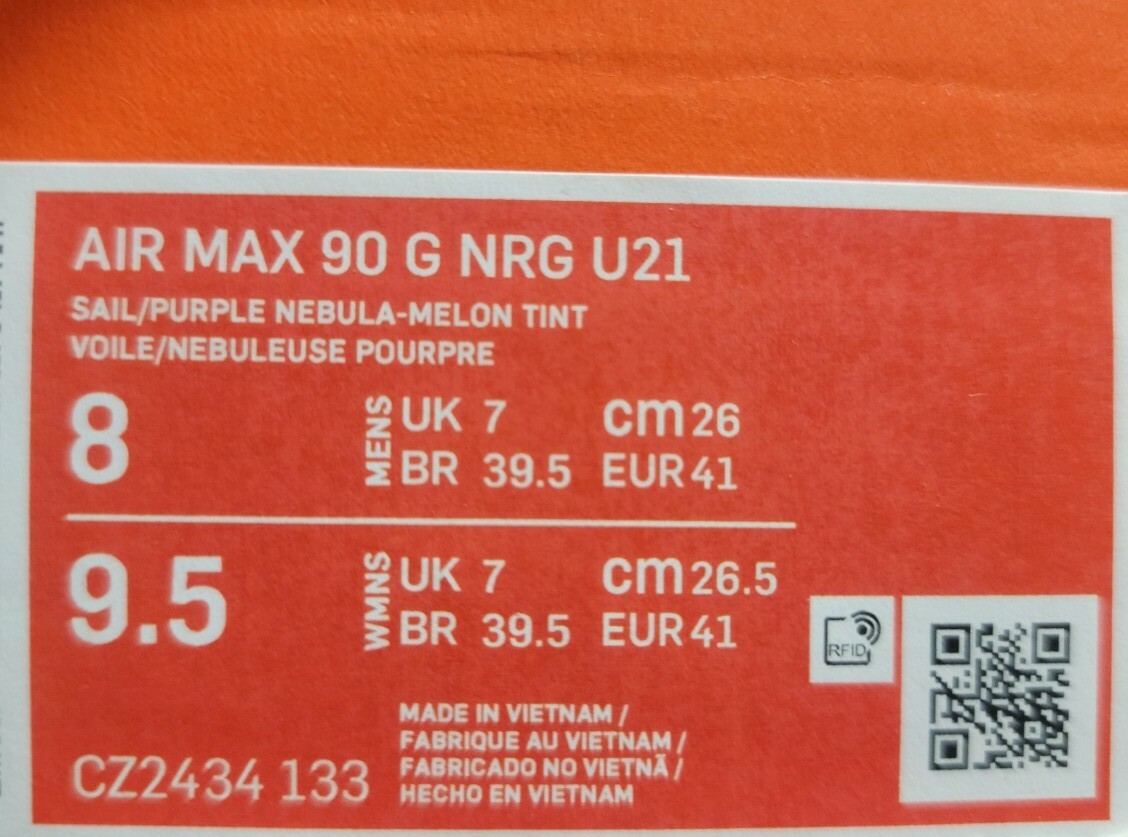 AIR MAX 90 G NRG U21
SAIL/PURPLE NEBULA-MELON TINT
VOILE/NEBULEUSE POURPRE
8
MENS
UK 7 cm 26
BR 39.5 EUR 41
9.5
WMNS
UK 7 cm 26.5
BR 39.5 EUR 41
RFID
CZ2434 133
MADE IN VIETNAM /
FABRIQUE AU VIETNAM /
FABRICADO NO VIETNÃ /
HECHO EN VIETNAM